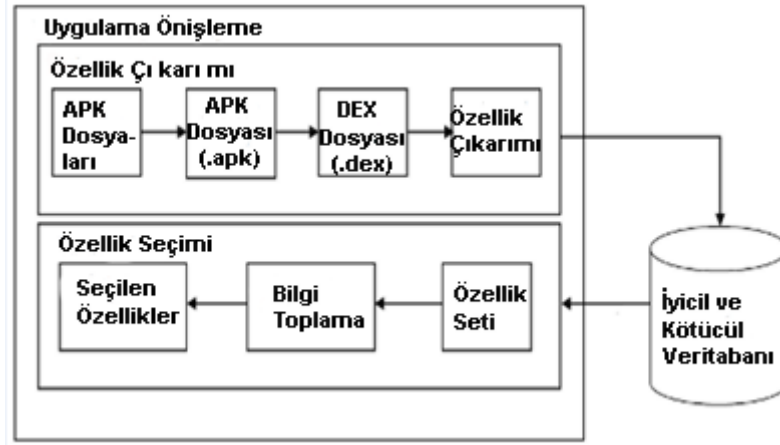 Uygulama Önişleme
Özellik Çı karı mı
APK
Dosya-
ları
APK
Dosyası
(.apk)
DEX
Dosyası
(.dex)
Özellik
Çıkarımı
Özellik Seçimi
Seçilen
Özellikler
Bilgi
Toplama
Özellik
Seti
İyicil ve
Kötücül
Veritabanı